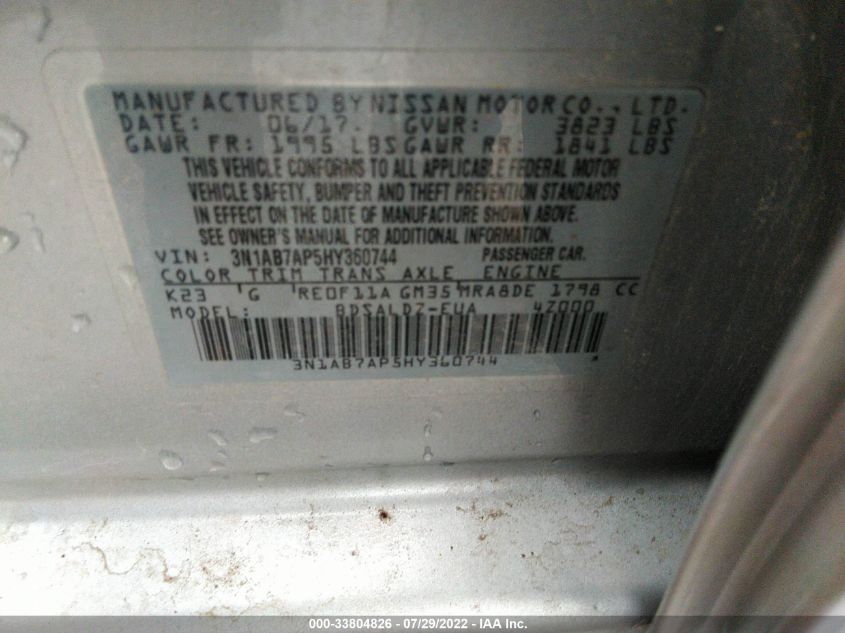 MANUFACTURED BY NISSAN MOTOR CO., LTD.
DATE: 06/17. GVWR: 3823 LBS
GAWR FR: 1995 LBS GAWR RR: 1841 LBS
THIS VEHICLE CONFORMS TO ALL APPLICABLE FEDERAL MOTOR
VEHICLE SAFETY, BUMPER AND THEFT PREVENTION STANDARDS
IN EFFECT ON THE DATE OF MANUFACTURE SHOWN ABOVE.
SEE OWNER'S MANUAL FOR ADDITIONAL INFORMATION.
VIN: 3N1AB7AP5HY360744 PASSENGER CAR.
COLOR TRIM TRANS AXLE ENGINE
K23 G RE0F11A GM35 MRA8DE 1798 CC
MODEL: BDSALDZ-EUA 4Z000
3N1AB7AP5HY360744 A
000-33804826 - 07/29/2022 - IAA Inc.